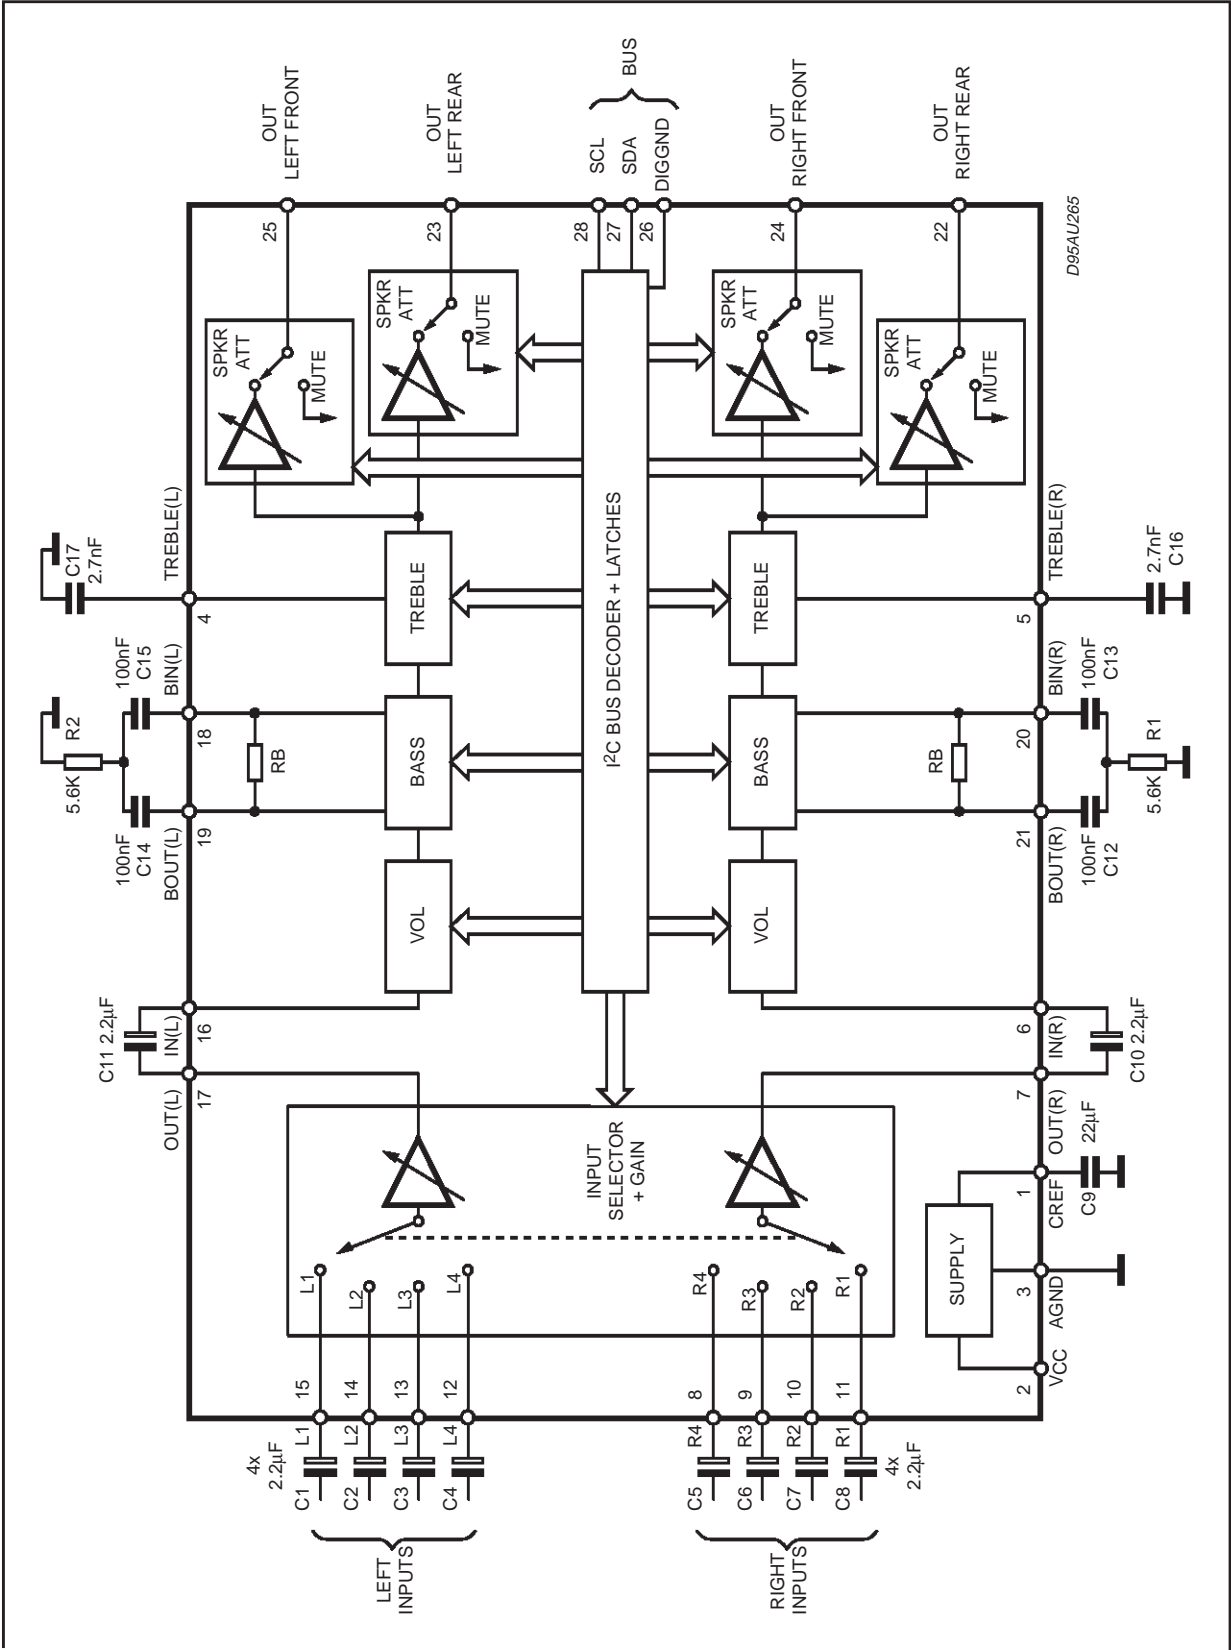 LEFT
INPUTS
4x
2.2µF
C1
L1
15
L1
C2
L2
14
L2
C3
L3
13
L3
C4
L4
12
L4
RIGHT
INPUTS
C5
R4
8
R4
C6
R3
9
R3
C7
R2
10
R2
C8
R1
11
R1
4x
2.2µF
INPUT
SELECTOR
+ GAIN
OUT(L)
17
C11 2.2µF
IN(L)
16
VOL
100nF
C14
BOUT(L)
19
5.6K
R2
100nF
C15
BIN(L)
18
RB
BASS
C17
2.7nF
TREBLE(L)
4
TREBLE
SPKR
ATT
MUTE
25
OUT
LEFT FRONT
SPKR
ATT
MUTE
23
OUT
LEFT REAR
I2C BUS DECODER + LATCHES
28
SCL
27
SDA
26
DIGGND
BUS
SUPPLY
2
VCC
3
AGND
1
CREF
C9
22µF
7
OUT(R)
6
IN(R)
C10 2.2µF
VOL
BASS
RB
21
BOUT(R)
100nF
C12
20
BIN(R)
100nF
C13
5.6K
R1
TREBLE
5
TREBLE(R)
2.7nF
C16
SPKR
ATT
MUTE
24
OUT
RIGHT FRONT
SPKR
ATT
MUTE
22
OUT
RIGHT REAR
D95AU265